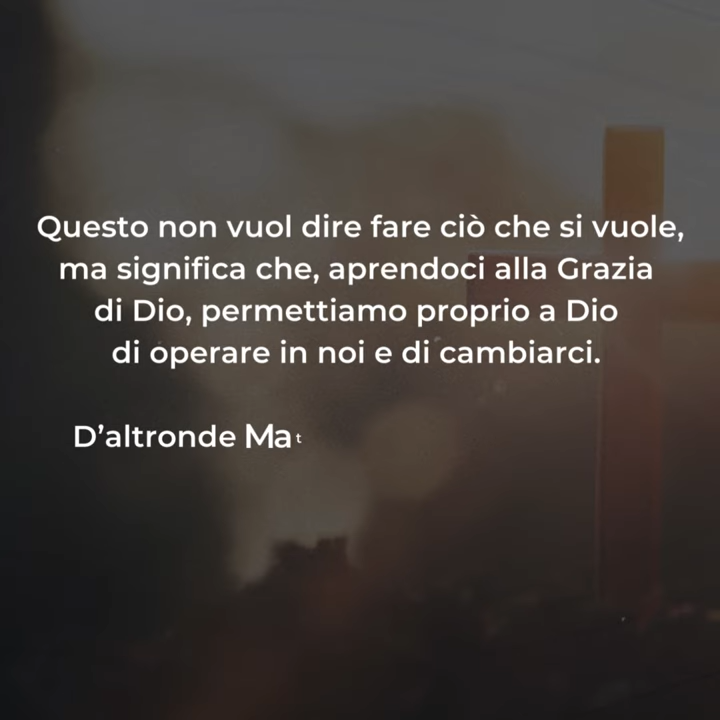 Questo non vuol dire fare ciò che si vuole,
ma significa che, aprendoci alla Grazia
di Dio, permettiamo proprio a Dio
di operare in noi e di cambiarci.
D’altronde Mat